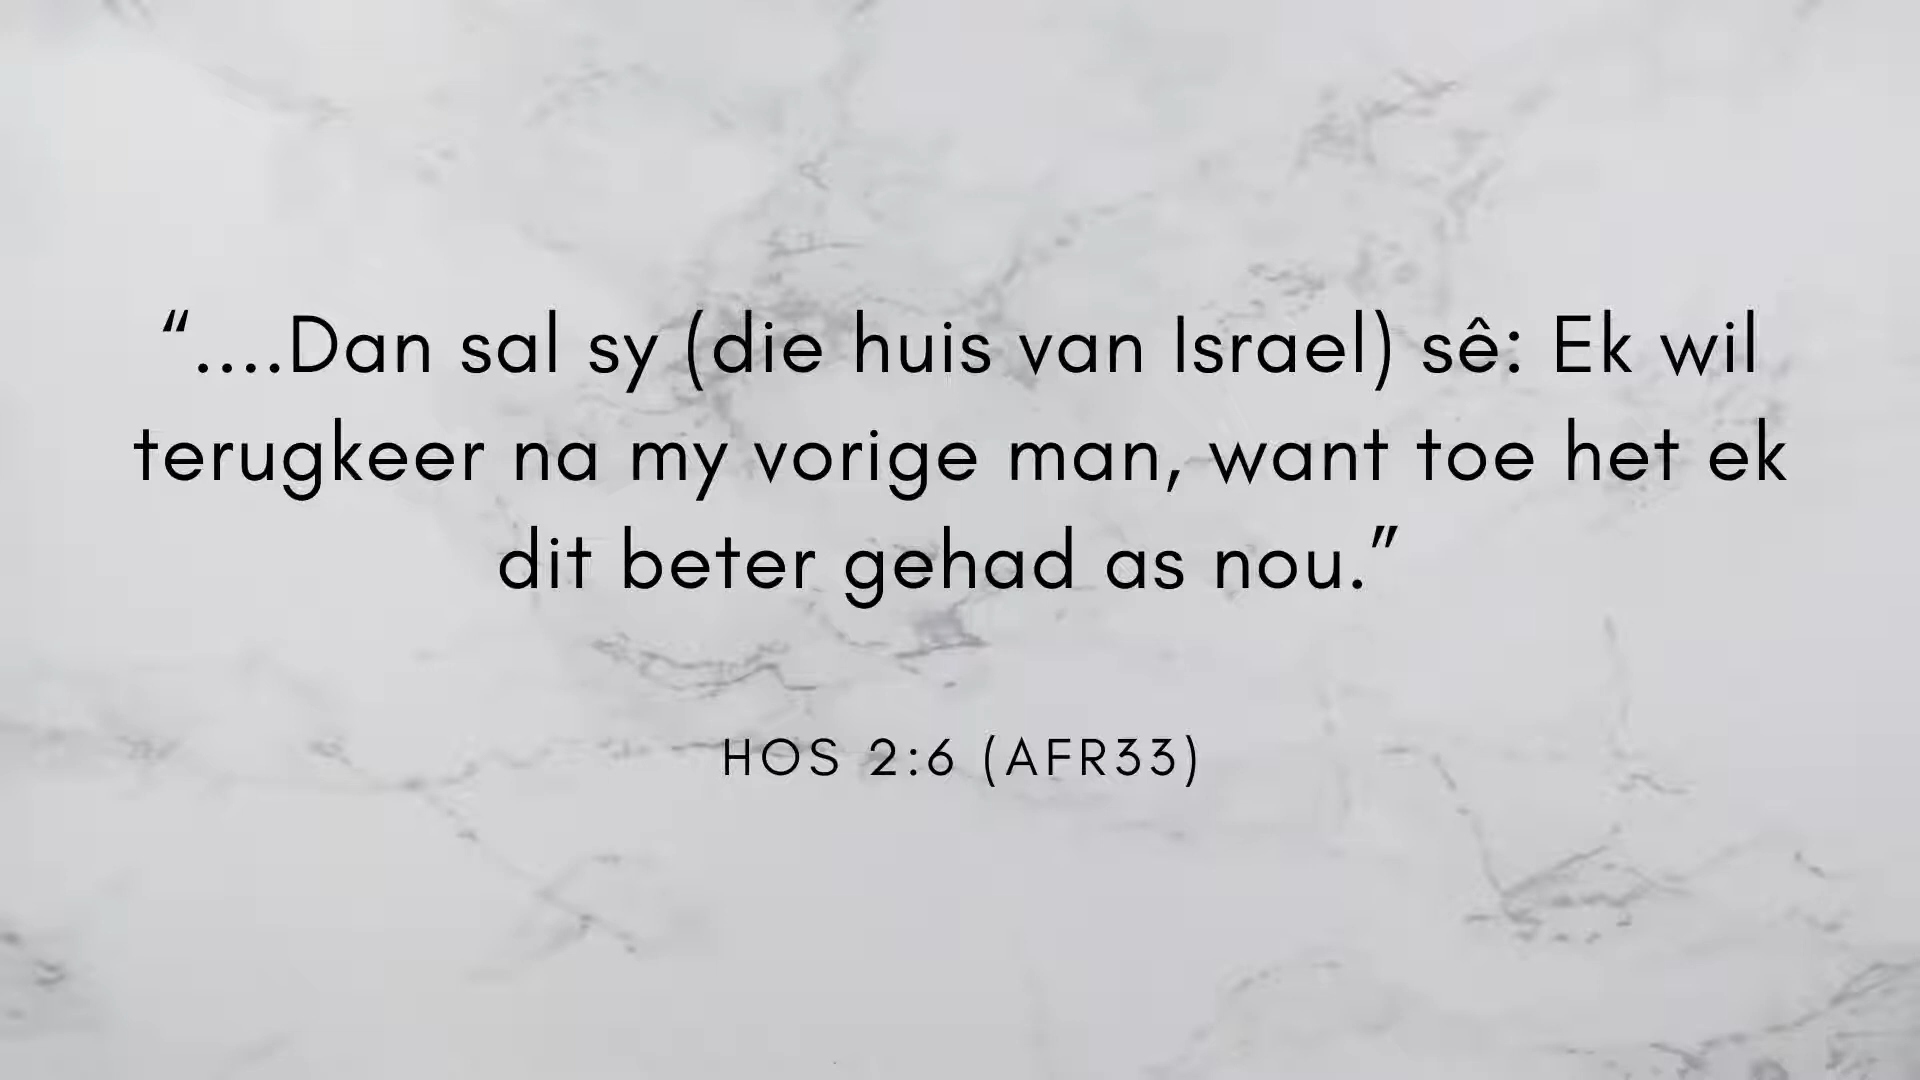 “....Dan sal sy (die huis van Israel) sê: Ek wil
terugkeer na my vorige man, want toe het ek
dit beter gehad as nou.”
HOS 2:6 (AFR33)